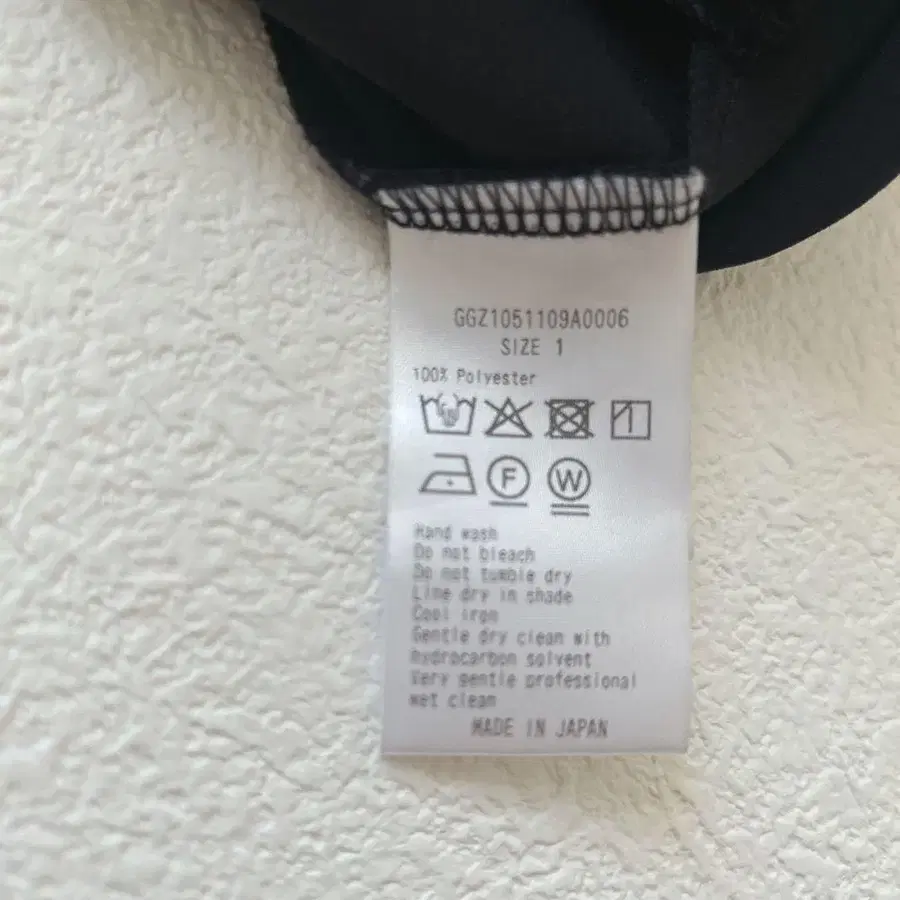 GGZ1051109A0006
SIZE 1
100% Polyester
F W
Hand wash
Do not bleach
Do not tumble dry
Line dry in shade
Cool iron
Gentle dry clean with
hydrocarbon solvent
Very gentle professional
wet clean
MADE IN JAPAN